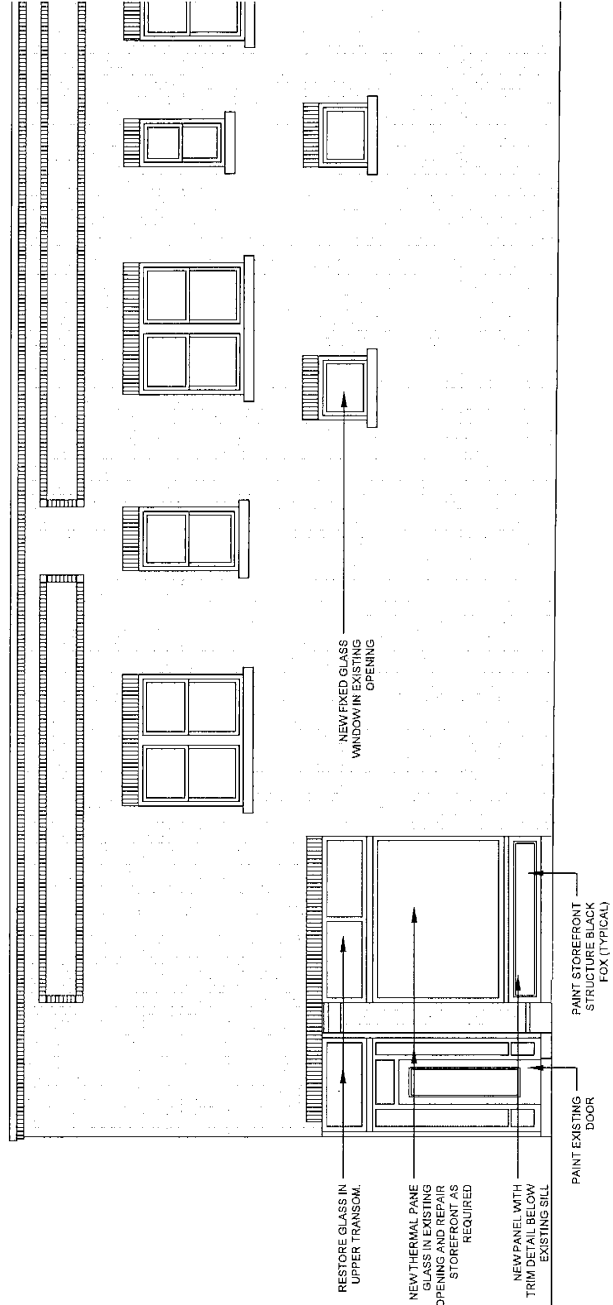 RESTORE GLASS IN
UPPER TRANSOM.
NEW THERMAL PANE
GLASS IN EXISTING
OPENING AND REPAIR
STOREFRONT AS
REQUIRED
NEW PANEL WITH
TRIM DETAIL BELOW
EXISTING SILL
PAINT EXISTING
DOOR
PAINT STOREFRONT
STRUCTURE BLACK
FOX (TYPICAL)
NEW FIXED GLASS
WINDOW IN EXISTING
OPENING